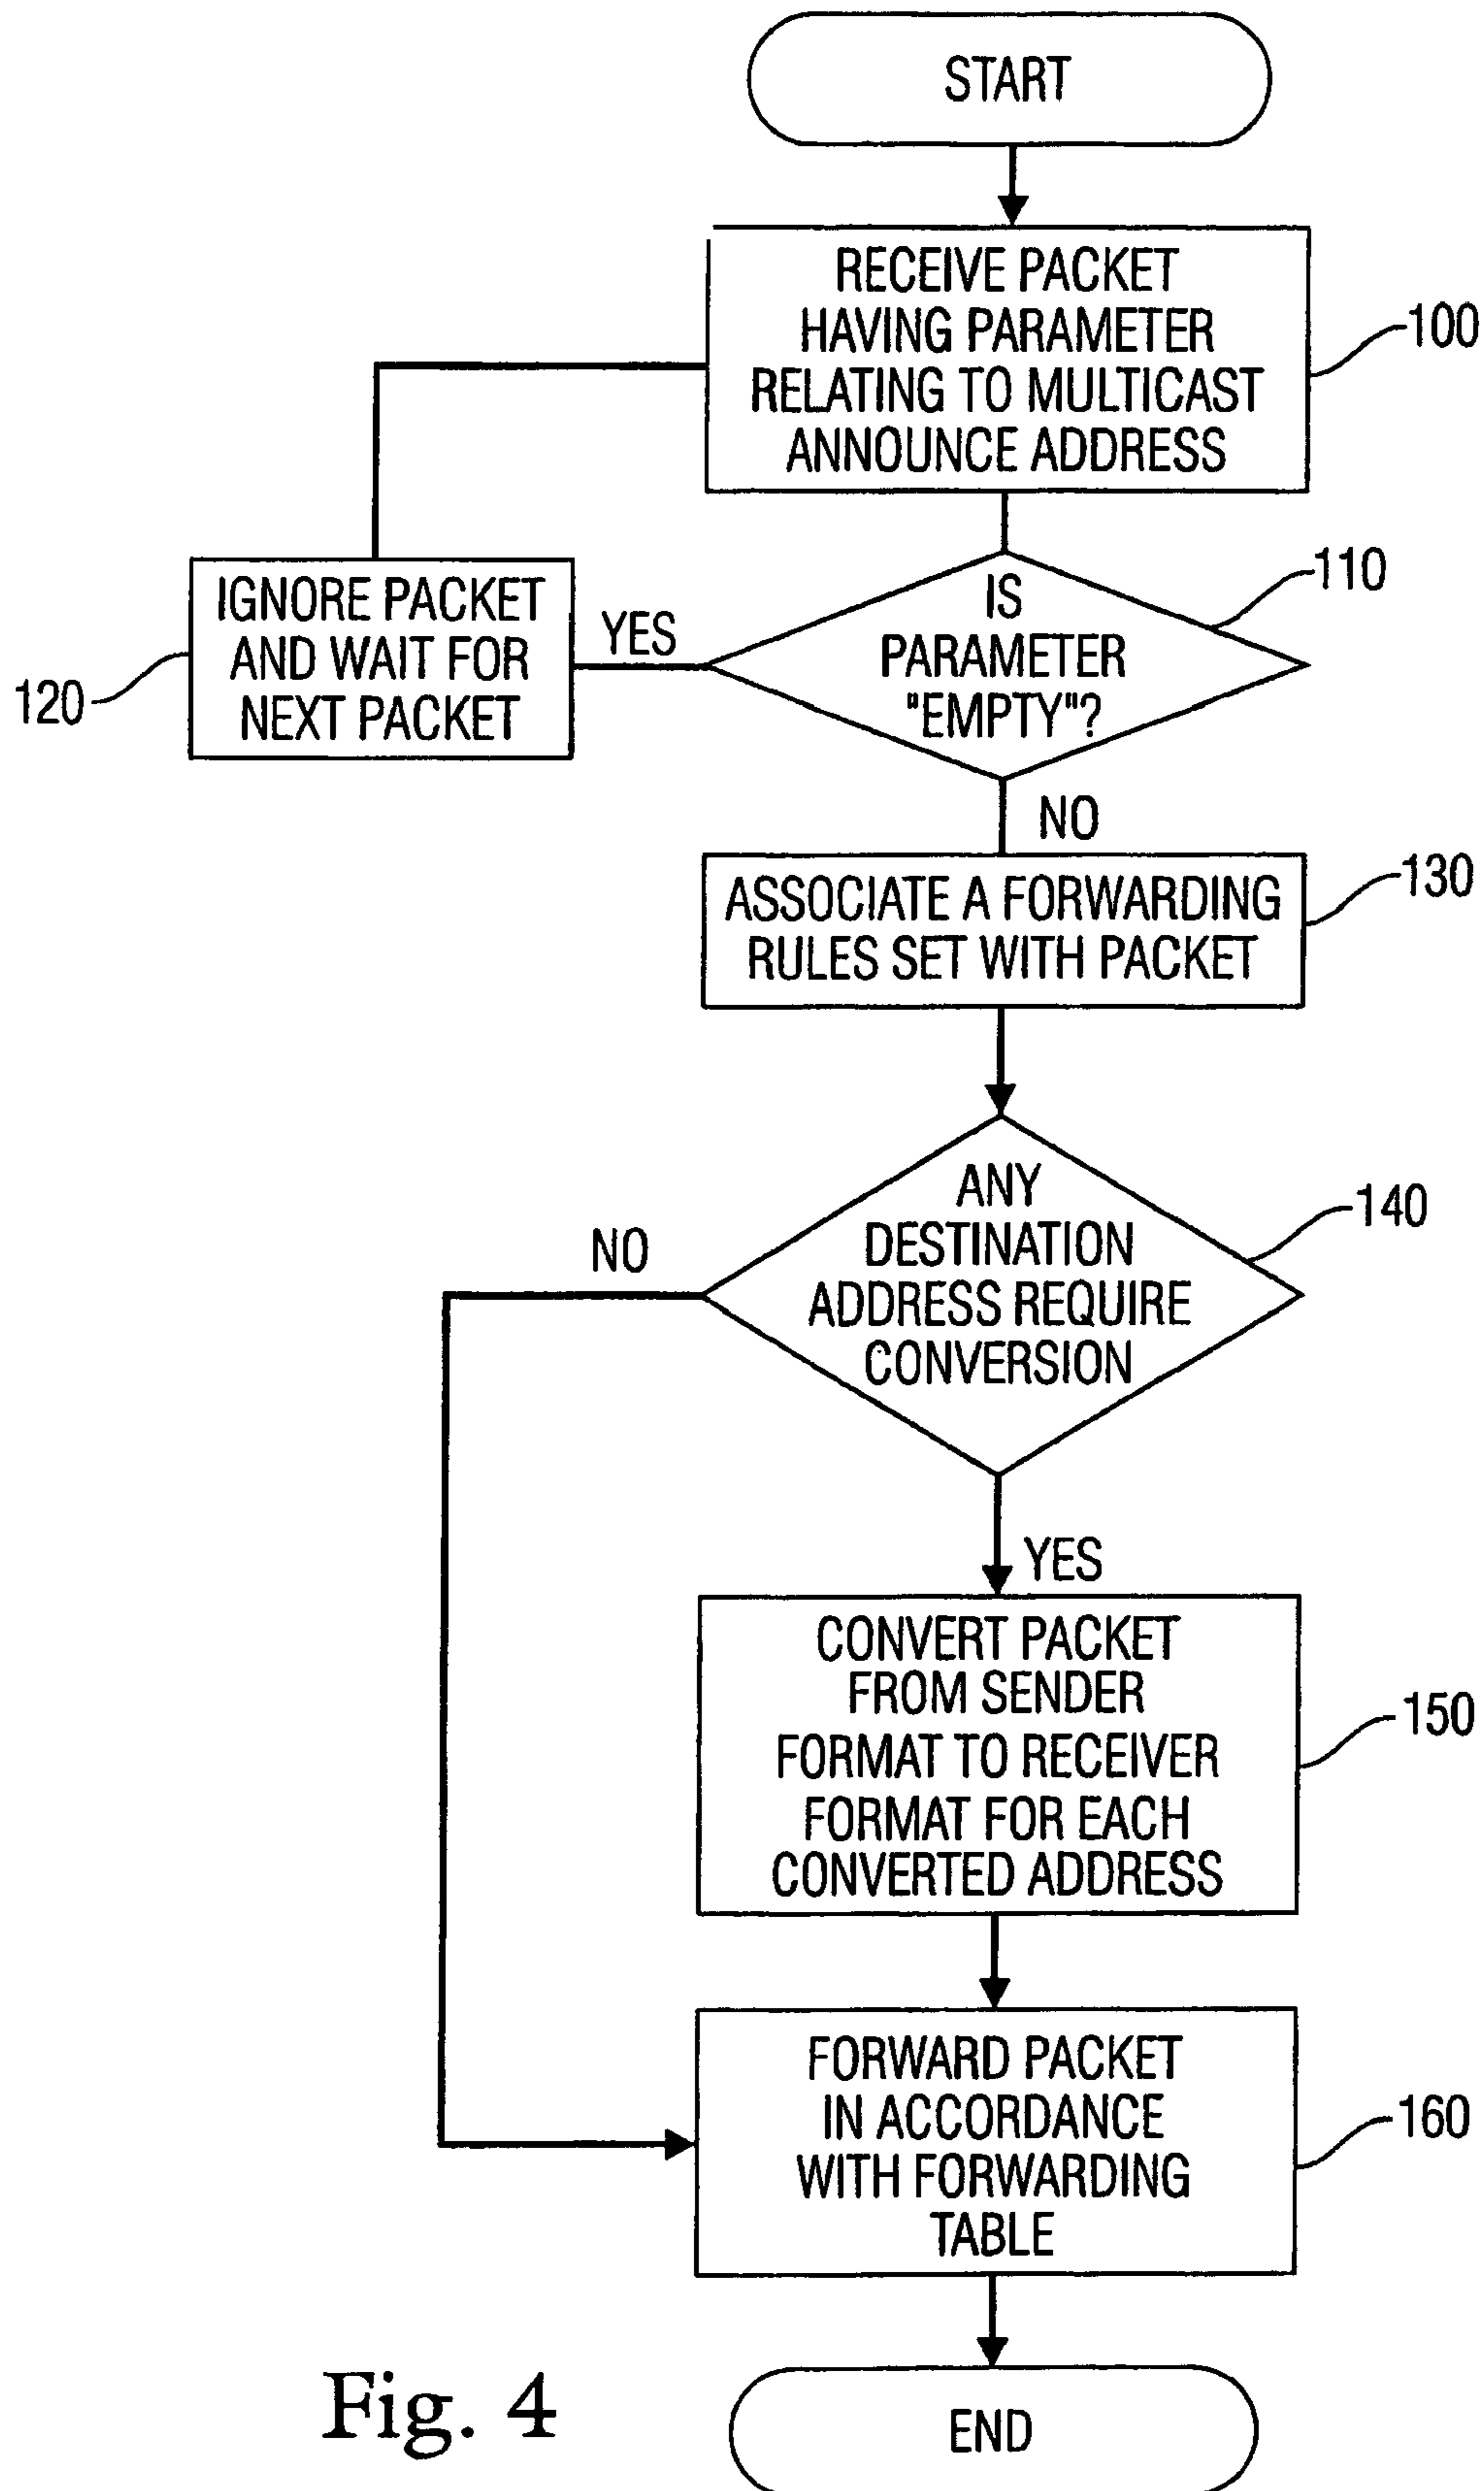 START
RECEIVE PACKET
HAVING PARAMETER
RELATING TO MULTICAST
ANNOUNCE ADDRESS
100
IS
PARAMETER
"EMPTY"?
110
YES
IGNORE PACKET
AND WAIT FOR
NEXT PACKET
120
NO
ASSOCIATE A FORWARDING
RULES SET WITH PACKET
130
ANY
DESTINATION
ADDRESS REQUIRE
CONVERSION
140
NO
YES
CONVERT PACKET
FROM SENDER
FORMAT TO RECEIVER
FORMAT FOR EACH
CONVERTED ADDRESS
150
FORWARD PACKET
IN ACCORDANCE
WITH FORWARDING
TABLE
160
END
Fig. 4